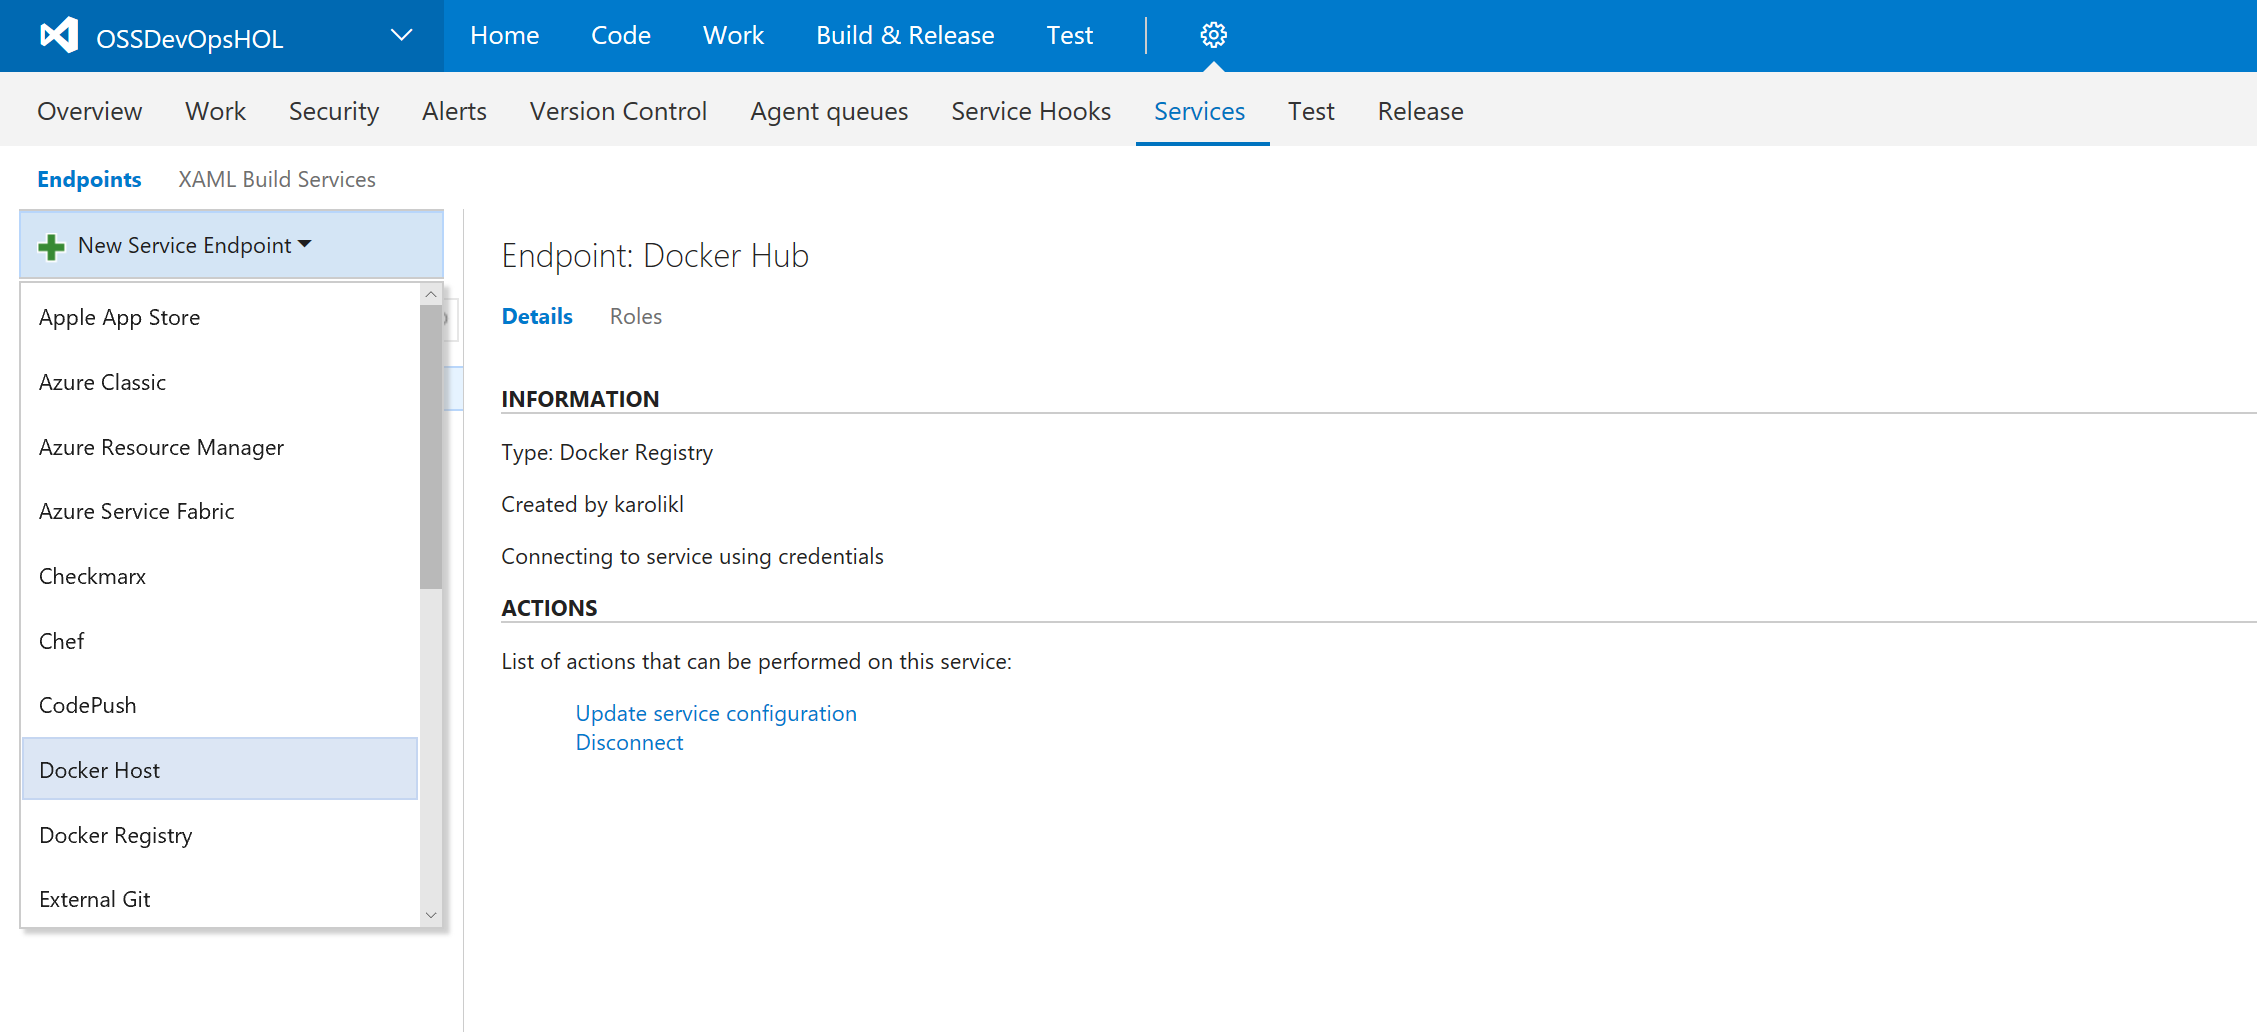 OSSDevOpsHOL Home Code Work Build & Release Test
Overview Work Security Alerts Version Control Agent queues Service Hooks Services Test Release
Endpoints XAML Build Services
New Service Endpoint
Apple App Store
Azure Classic
Azure Resource Manager
Azure Service Fabric
Checkmarx
Chef
CodePush
Docker Host
Docker Registry
External Git
Endpoint: Docker Hub
Details Roles
INFORMATION
Type: Docker Registry
Created by karolikl
Connecting to service using credentials
ACTIONS
List of actions that can be performed on this service:
Update service configuration
Disconnect